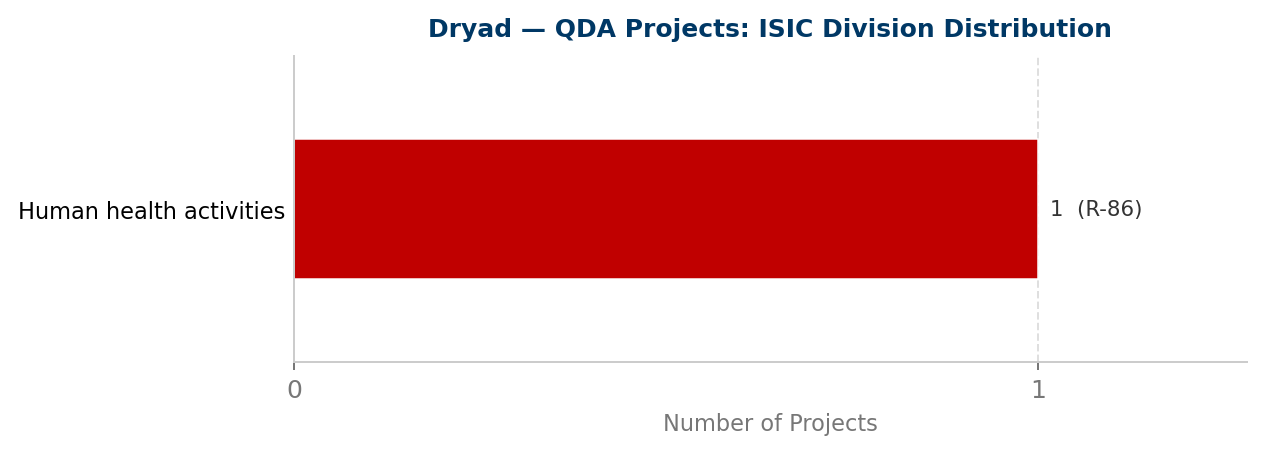 Dryad — QDA Projects: ISIC Division Distribution
Human health activities
1 (R-86)
0 1
Number of Projects